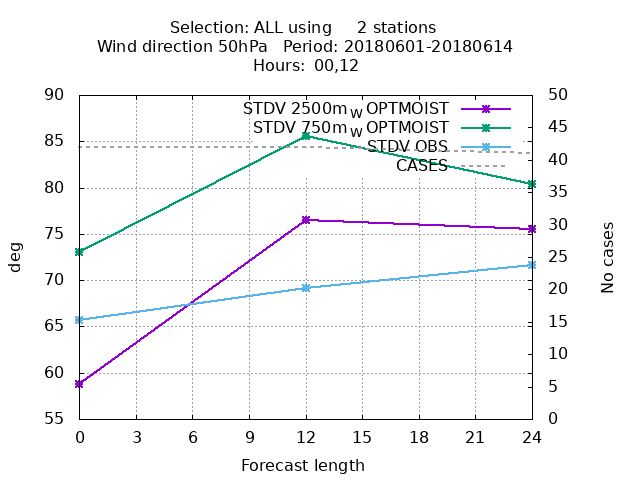 Selection: ALL using     2 stations
Wind direction 50hPa   Period: 20180601-20180614
Hours:  00,12
90
85
80
75
70
65
60
55
50
45
40
35
30
25
20
15
10
5
0
deg
No cases
STDV 2500m_W OPTMOIST
STDV 750m_W OPTMOIST
STDV OBS
CASES
0 3 6 9 12 15 18 21 24
Forecast length